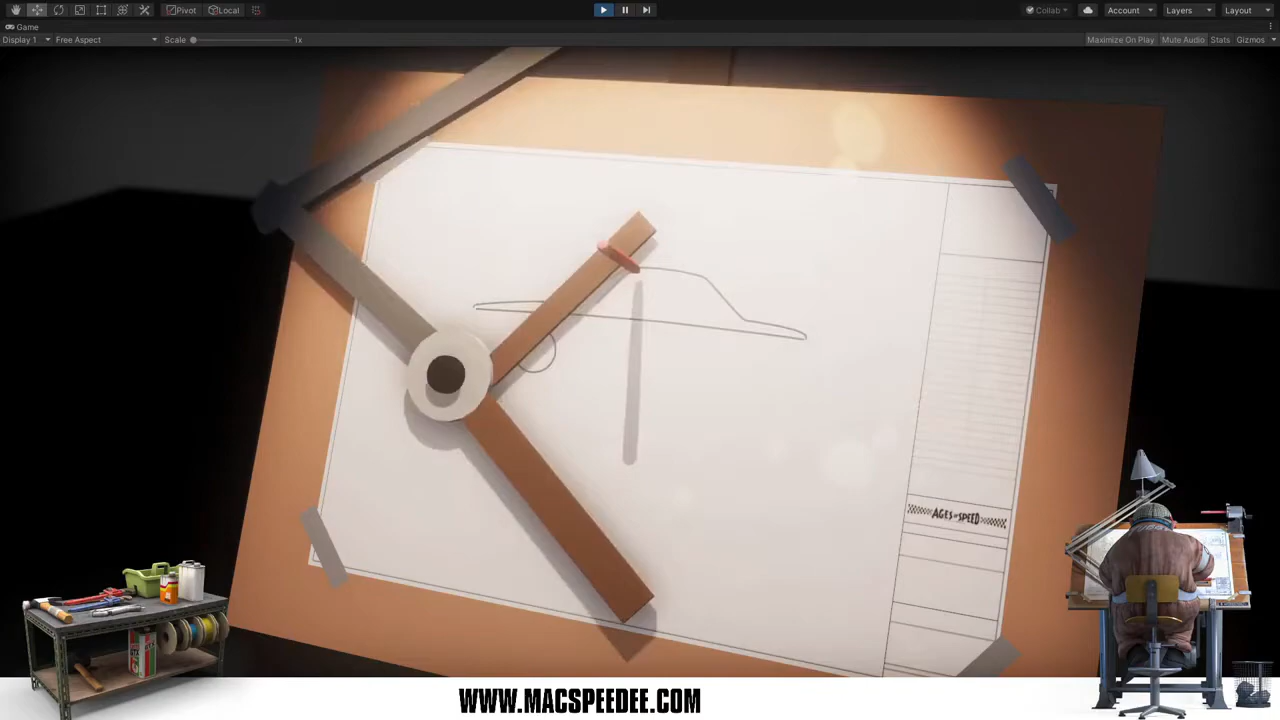 Pivot Local Collab Account Layers Layout
Game
Display 1 Free Aspect Scale 1x Maximize On Play Mute Audio Stats Gizmos
AGES OF SPEED
WWW.MACSPEEDEE.COM